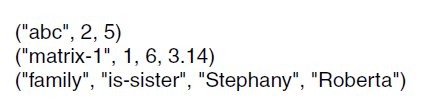 ("abc", 2, 5)
("matrix-1", 1, 6, 3.14)
("family", "is-sister", "Stephany", "Roberta")